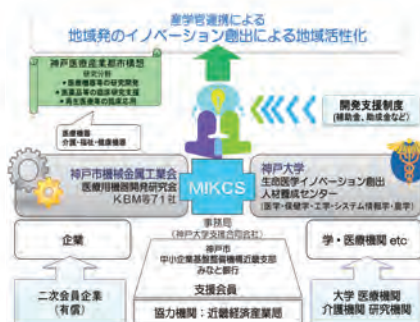 産学官連携による
地域発のイノベーション創出による地域活性化
神戸医療産業都市構想
研究分野
●医療機器等の研究開発
●医薬品等の臨床研究支援
●再生医療等の臨床応用
医療機器
介護・福祉・健康機器
開発支援制度
(補助金、助成金など)
神戸市機械金属工業会
医療用機器開発研究会
KBM等71社
MIKCS
神戸大学
生命医学イノベーション創出
人材養成センター
(医学・保健学・工学・システム情報学・農学)
企業
事務局
(神戸大学支援合同会社)
神戸市
中小企業基盤整備機構近畿支部
みなと銀行
支援会員
学・医療機関 etc
二次会員企業
(有償)
協力機関：近畿経済産業局
大学 医療機関
介護機関 研究機関